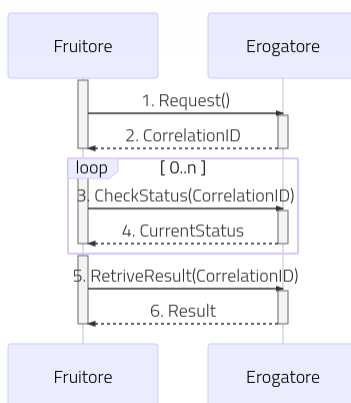 Fruitore Erogatore
1. Request()
2. CorrelationID
loop [ 0..n ]
3. CheckStatus(CorrelationID)
4. CurrentStatus
5. RetriveResult(CorrelationID)
6. Result
Fruitore Erogatore